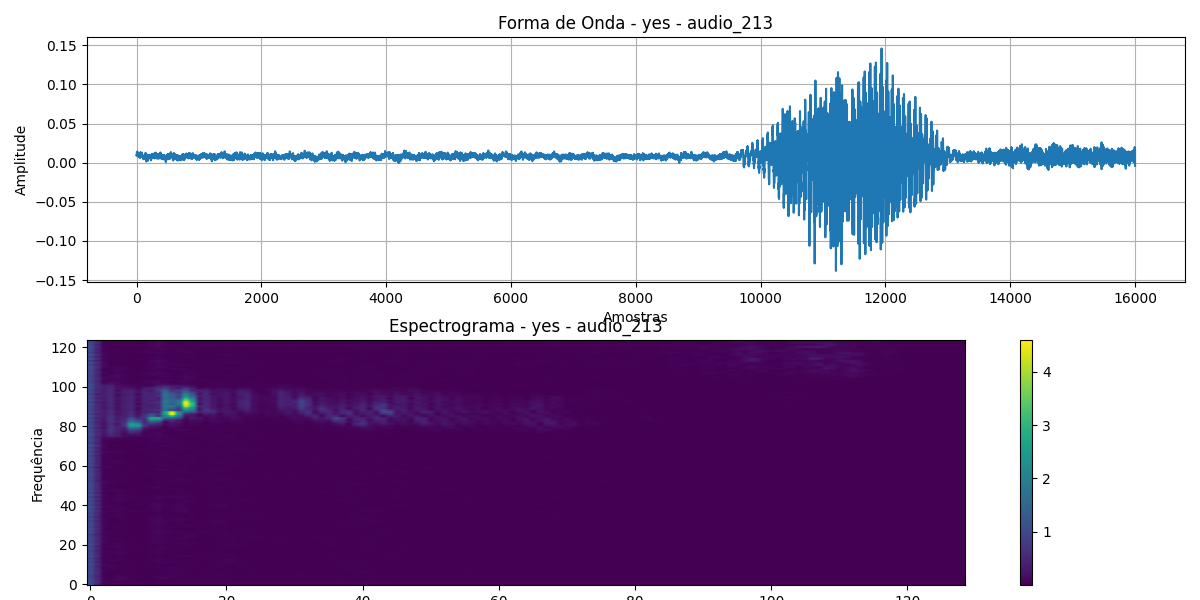 Forma de Onda - yes - audio_213
0.15
0.10
0.05
0.00
−0.05
−0.10
−0.15
Amplitude
0 2000 4000 6000 8000 10000 12000 14000 16000
Amostras
Espectrograma - yes - audio_213
120
100
80
60
40
20
0
Frequência
4
3
2
1
0 20 40 60 80 100 120